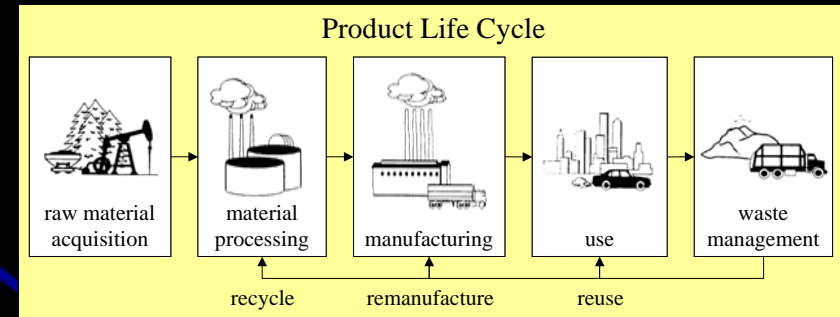 Product Life Cycle
raw material
acquisition
material
processing
manufacturing
use
waste
management
recycle
remanufacture
reuse